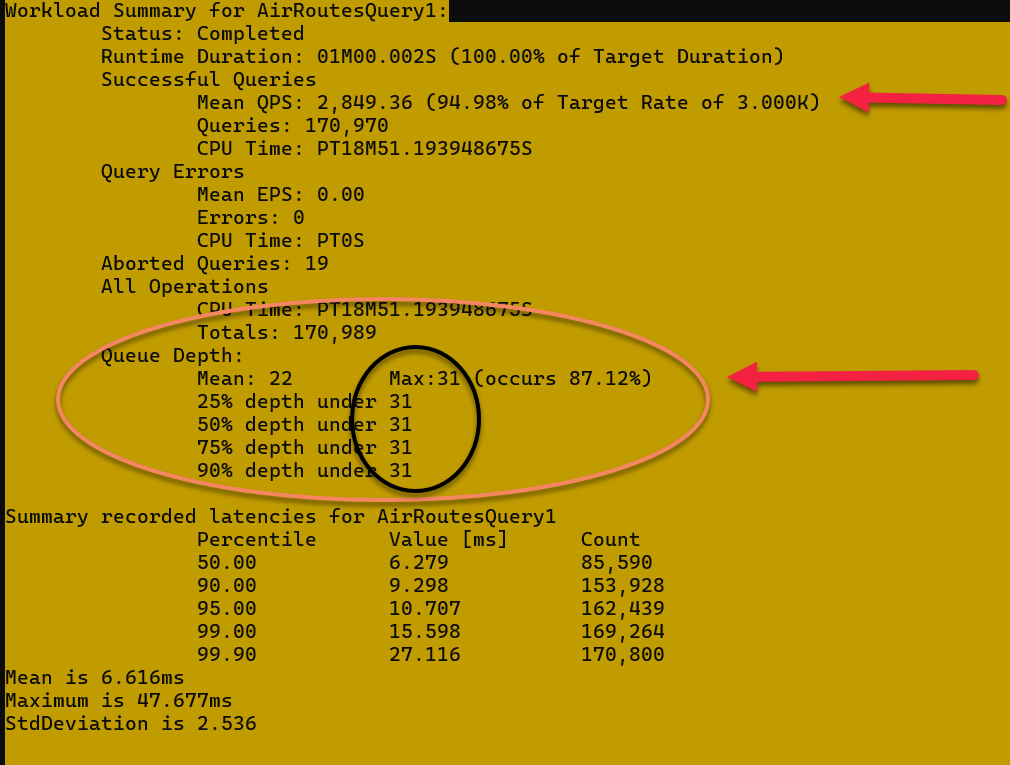 Workload Summary for AirRoutesQuery1:
Status: Completed
Runtime Duration: 01M00.002S (100.00% of Target Duration)
Successful Queries
Mean QPS: 2,849.36 (94.98% of Target Rate of 3.000K)
Queries: 170,970
CPU Time: PT18M51.193948675S
Query Errors
Mean EPS: 0.00
Errors: 0
CPU Time: PT0S
Aborted Queries: 19
All Operations
CPU Time: PT18M51.193948675S
Totals: 170,989
Queue Depth:
Mean: 22 Max:31 (occurs 87.12%)
25% depth under 31
50% depth under 31
75% depth under 31
90% depth under 31
Summary recorded latencies for AirRoutesQuery1
Percentile Value [ms] Count
50.00 6.279 85,590
90.00 9.298 153,928
95.00 10.707 162,439
99.00 15.598 169,264
99.90 27.116 170,800
Mean is 6.616ms
Maximum is 47.677ms
StdDeviation is 2.536